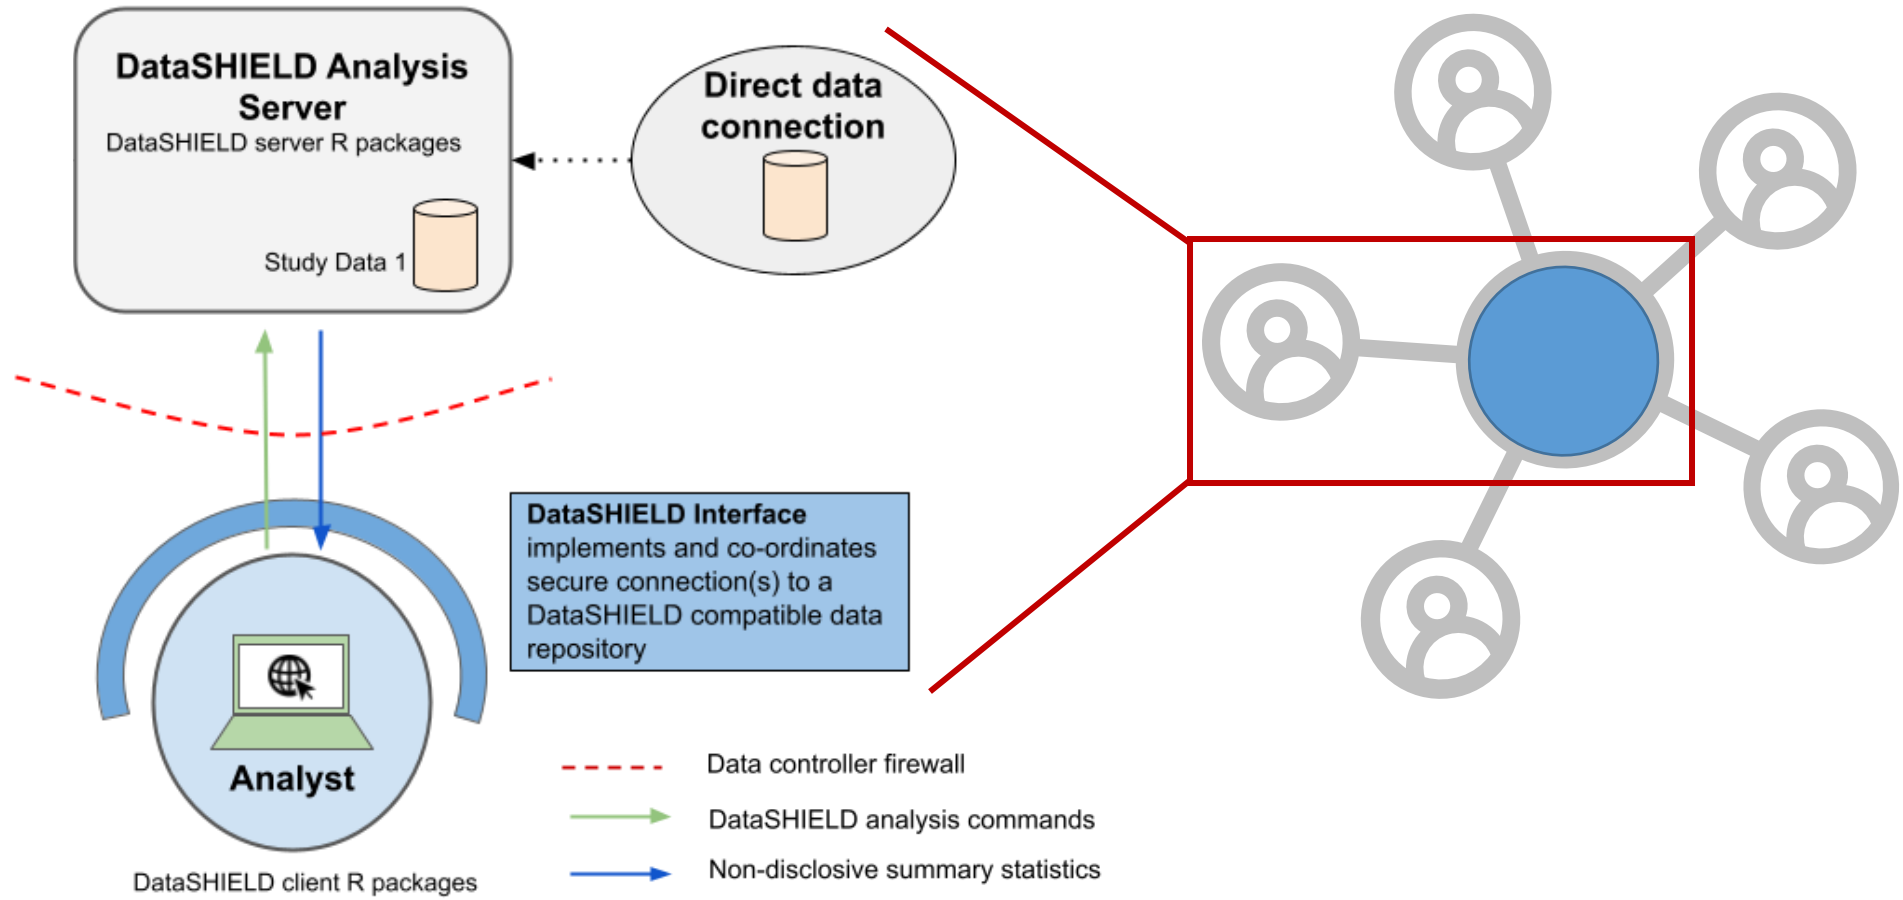 DataSHIELD Analysis
Server
DataSHIELD server R packages
Study Data 1
Direct data
connection
DataSHIELD Interface
implements and co-ordinates
secure connection(s) to a
DataSHIELD compatible data
repository
Analyst
DataSHIELD client R packages
Data controller firewall
DataSHIELD analysis commands
Non-disclosive summary statistics